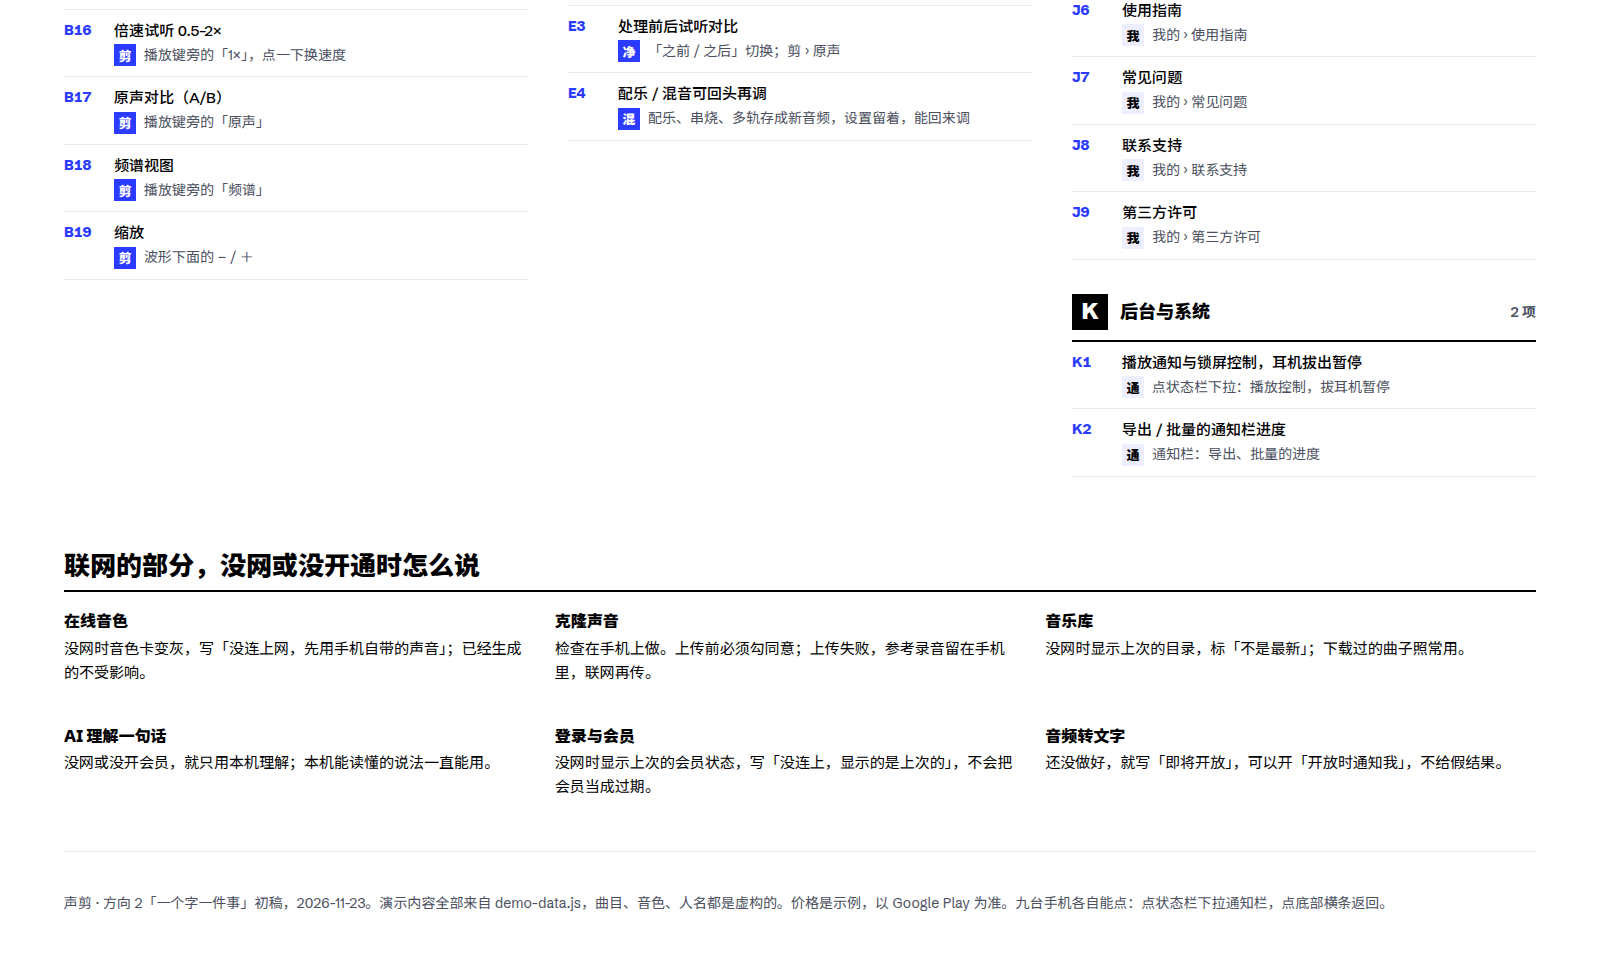 B16 倍速试听 0.5-2×
剪 播放键旁的「1×」，点一下换速度
B17 原声对比（A/B）
剪 播放键旁的「原声」
B18 频谱视图
剪 播放键旁的「频谱」
B19 缩放
剪 波形下面的 − / ＋
E3 处理前后试听对比
净 「之前 / 之后」切换；剪 › 原声
E4 配乐 / 混音可回头再调
混 配乐、串烧、多轨存成新音频，设置留着，能回来调
J6 使用指南
我 我的 › 使用指南
J7 常见问题
我 我的 › 常见问题
J8 联系支持
我 我的 › 联系支持
J9 第三方许可
我 我的 › 第三方许可
K 后台与系统 2 项
K1 播放通知与锁屏控制，耳机拔出暂停
通 点状态栏下拉：播放控制，拔耳机暂停
K2 导出 / 批量的通知栏进度
通 通知栏：导出、批量的进度
联网的部分，没网或没开通时怎么说
在线音色
没网时音色卡变灰，写「没连上网，先用手机自带的声音」；已经生成
的不受影响。
克隆声音
检查在手机上做。上传前必须勾同意；上传失败，参考录音留在手机
里，联网再传。
音乐库
没网时显示上次的目录，标「不是最新」；下载过的曲子照常用。
AI 理解一句话
没网或没开会员，就只用本机理解；本机能读懂的说法一直能用。
登录与会员
没网时显示上次的会员状态，写「没连上，显示的是上次的」，不会把
会员当成过期。
音频转文字
还没做好，就写「即将开放」，可以开「开放时通知我」，不给假结果。
声剪 · 方向 2「一个字一件事」初稿，2026-11-23。演示内容全部来自 demo-data.js，曲目、音色、人名都是虚构的。价格是示例，以 Google Play 为准。九台手机各自能点：点状态栏下拉通知栏，点底部横条返回。